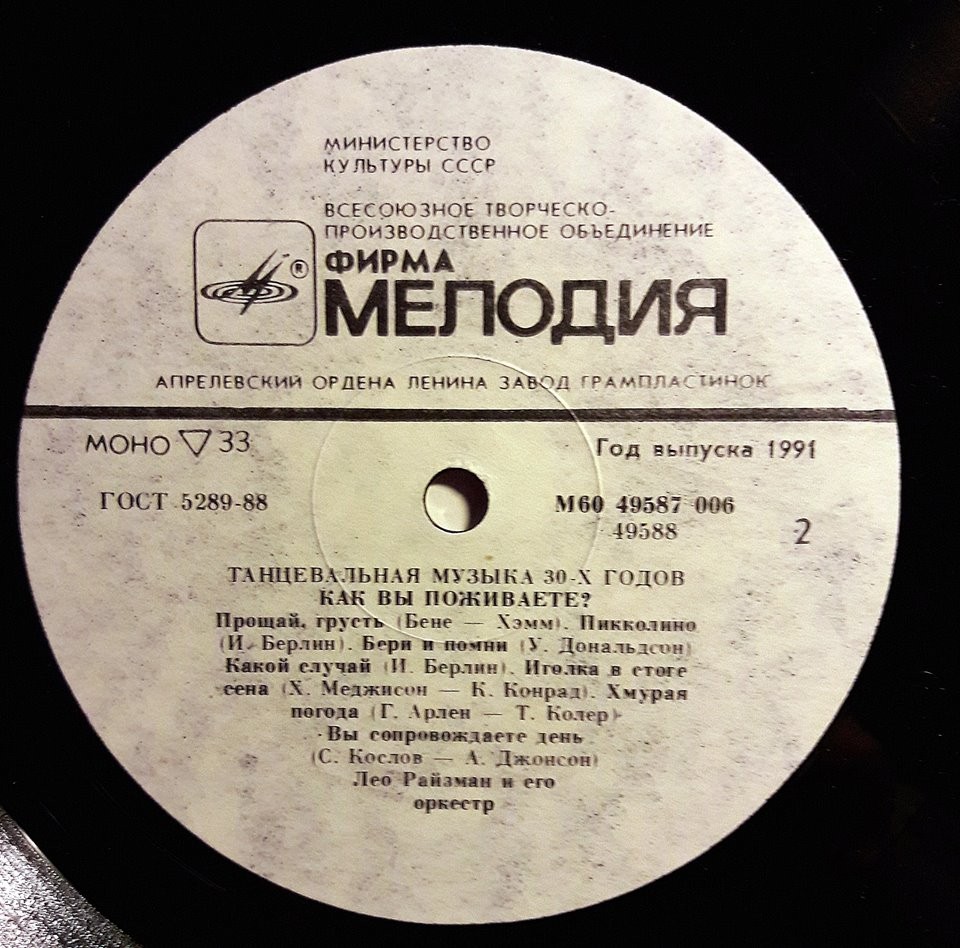 МИНИСТЕРСТВО
КУЛЬТУРЫ СССР
ВСЕСОЮЗНОЕ ТВОРЧЕСКО-
ПРОИЗВОДСТВЕННОЕ ОБЪЕДИНЕНИЕ
®
ФИРМА
МЕЛОДИЯ
АПРЕЛЕВСКИЙ ОРДЕНА ЛЕНИНА ЗАВОД ГРАМПЛАСТИНОК
МОНО ▽ 33
Год выпуска 1991
ГОСТ 5289-88
М60 49587 006
49588
2
ТАНЦЕВАЛЬНАЯ МУЗЫКА 30-Х ГОДОВ
КАК ВЫ ПОЖИВАЕТЕ?
Прощай, грусть (Бене — Хэмм). Пикколино
(И. Берлин). Бери и помни (У. Дональдсон)
Какой случай (И. Берлин). Иголка в стоге
сена (Х. Меджисон — К. Конрад). Хмурая
погода (Г. Арлен — Т. Колер)
Вы сопровождаете день
(С. Кослов — А. Джонсон)
Лео Райзман и его
оркестр